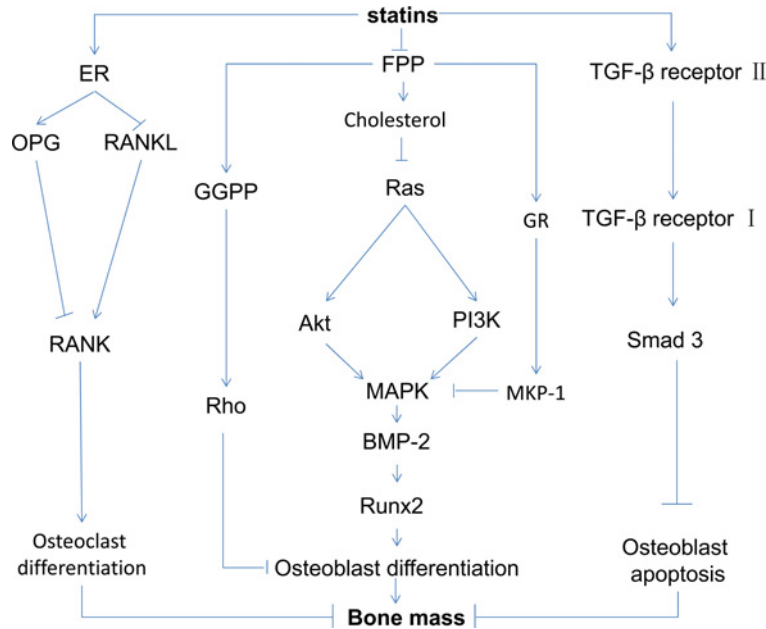 statins
ER
FPP
TGF-β receptor Ⅱ
OPG
RANKL
Cholesterol
GGPP
Ras
GR
TGF-β receptor Ⅰ
Akt
PI3K
Smad 3
RANK
Rho
MAPK
MKP-1
BMP-2
Runx2
Osteoclast
differentiation
Osteoblast differentiation
Osteoblast
apoptosis
Bone mass